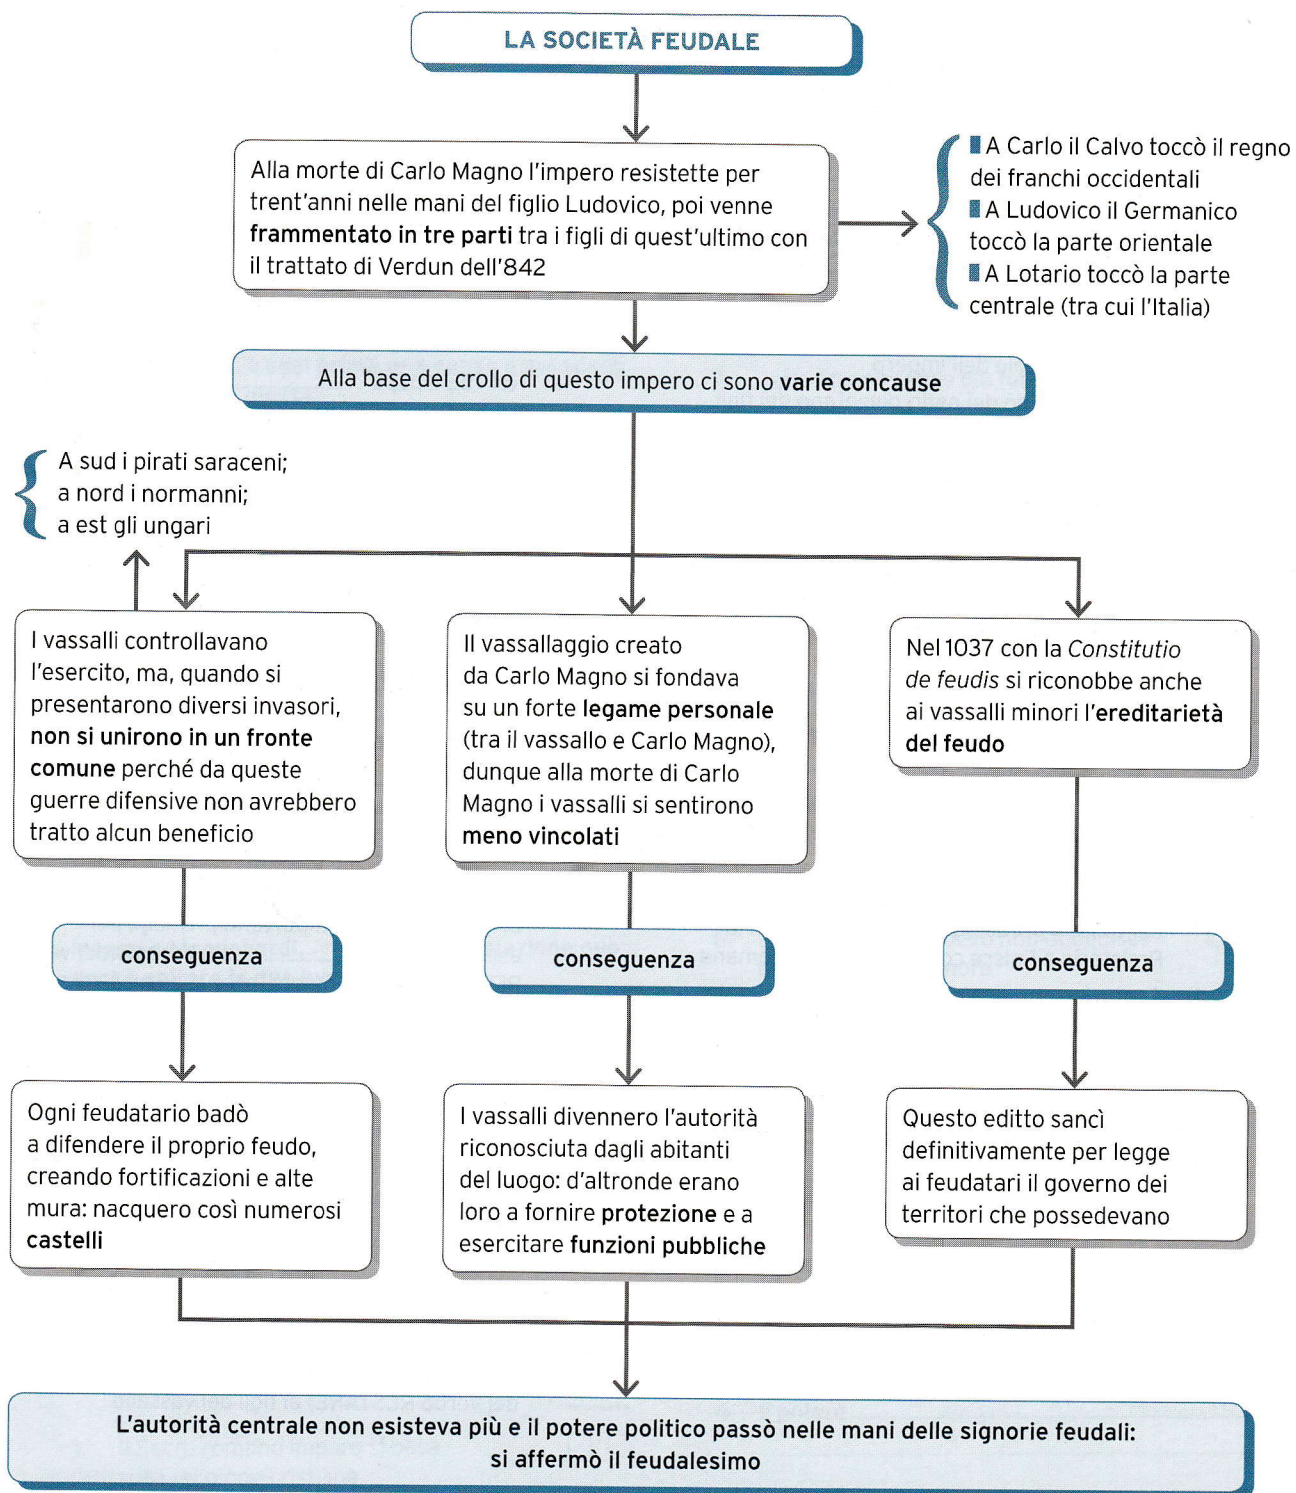 LA SOCIETÀ FEUDALE
Alla morte di Carlo Magno l'impero resistette per
trent'anni nelle mani del figlio Ludovico, poi venne
frammentato in tre parti tra i figli di quest'ultimo con
il trattato di Verdun dell'842
■ A Carlo il Calvo toccò il regno
dei franchi occidentali
■ A Ludovico il Germanico
toccò la parte orientale
■ A Lotario toccò la parte
centrale (tra cui l'Italia)
Alla base del crollo di questo impero ci sono varie concause
A sud i pirati saraceni;
a nord i normanni;
a est gli ungari
I vassalli controllavano
l'esercito, ma, quando si
presentarono diversi invasori,
non si unirono in un fronte
comune perché da queste
guerre difensive non avrebbero
tratto alcun beneficio
Il vassallaggio creato
da Carlo Magno si fondava
su un forte legame personale
(tra il vassallo e Carlo Magno),
dunque alla morte di Carlo
Magno i vassalli si sentirono
meno vincolati
Nel 1037 con la Constitutio
de feudis si riconobbe anche
ai vassalli minori l'ereditarietà
del feudo
conseguenza
conseguenza
conseguenza
Ogni feudatario badò
a difendere il proprio feudo,
creando fortificazioni e alte
mura: nacquero così numerosi
castelli
I vassalli divennero l'autorità
riconosciuta dagli abitanti
del luogo: d'altronde erano
loro a fornire protezione e a
esercitare funzioni pubbliche
Questo editto sancì
definitivamente per legge
ai feudatari il governo dei
territori che possedevano
L'autorità centrale non esisteva più e il potere politico passò nelle mani delle signorie feudali:
si affermò il feudalesimo